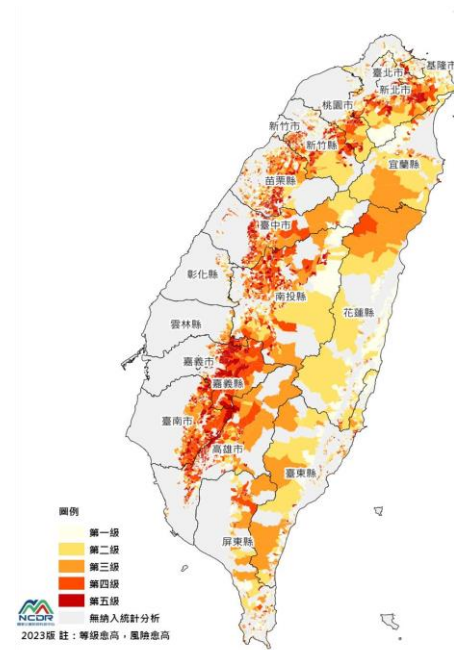 基隆市
臺北市
新北市
桃園市
新竹市
新竹縣
宜蘭縣
苗栗縣
臺中市
彰化縣
南投縣
花蓮縣
雲林縣
嘉義市
嘉義縣
臺南市
高雄市
臺東縣
屏東縣
圖例
第一級
第二級
第三級
第四級
第五級
無納入統計分析
NCDR
2023版 註：等級愈高，風險愈高